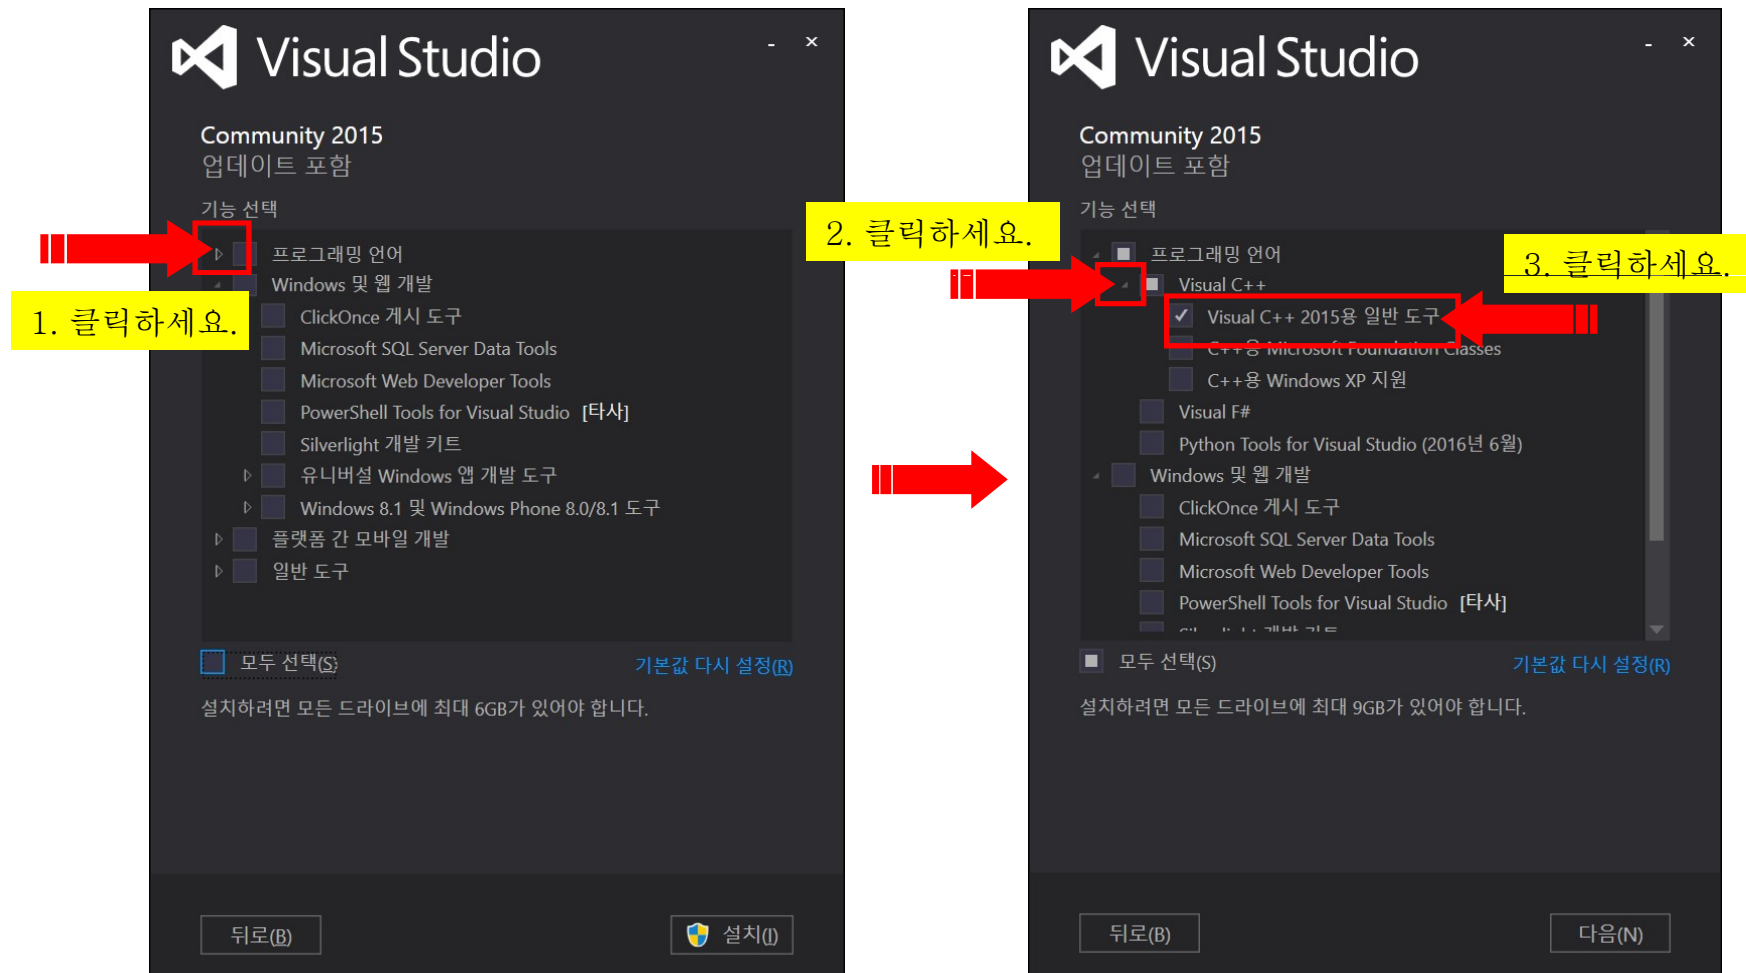 Visual Studio
Community 2015
업데이트 포함
기능 선택
프로그래밍 언어
Windows 및 웹 개발
1. 클릭하세요.
ClickOnce 게시 도구
Microsoft SQL Server Data Tools
Microsoft Web Developer Tools
PowerShell Tools for Visual Studio [타사]
Silverlight 개발 키트
유니버설 Windows 앱 개발 도구
Windows 8.1 및 Windows Phone 8.0/8.1 도구
플랫폼 간 모바일 개발
일반 도구
모두 선택(S)
기본값 다시 설정(R)
설치하려면 모든 드라이브에 최대 6GB가 있어야 합니다.
뒤로(B)
설치(I)
Visual Studio
Community 2015
업데이트 포함
기능 선택
2. 클릭하세요.
프로그래밍 언어
3. 클릭하세요.
Visual C++
Visual C++ 2015용 일반 도구
C++용 Microsoft Foundation Classes
C++용 Windows XP 지원
Visual F#
Python Tools for Visual Studio (2016년 6월)
Windows 및 웹 개발
ClickOnce 게시 도구
Microsoft SQL Server Data Tools
Microsoft Web Developer Tools
PowerShell Tools for Visual Studio [타사]
모두 선택(S)
기본값 다시 설정(R)
설치하려면 모든 드라이브에 최대 9GB가 있어야 합니다.
뒤로(B)
다음(N)